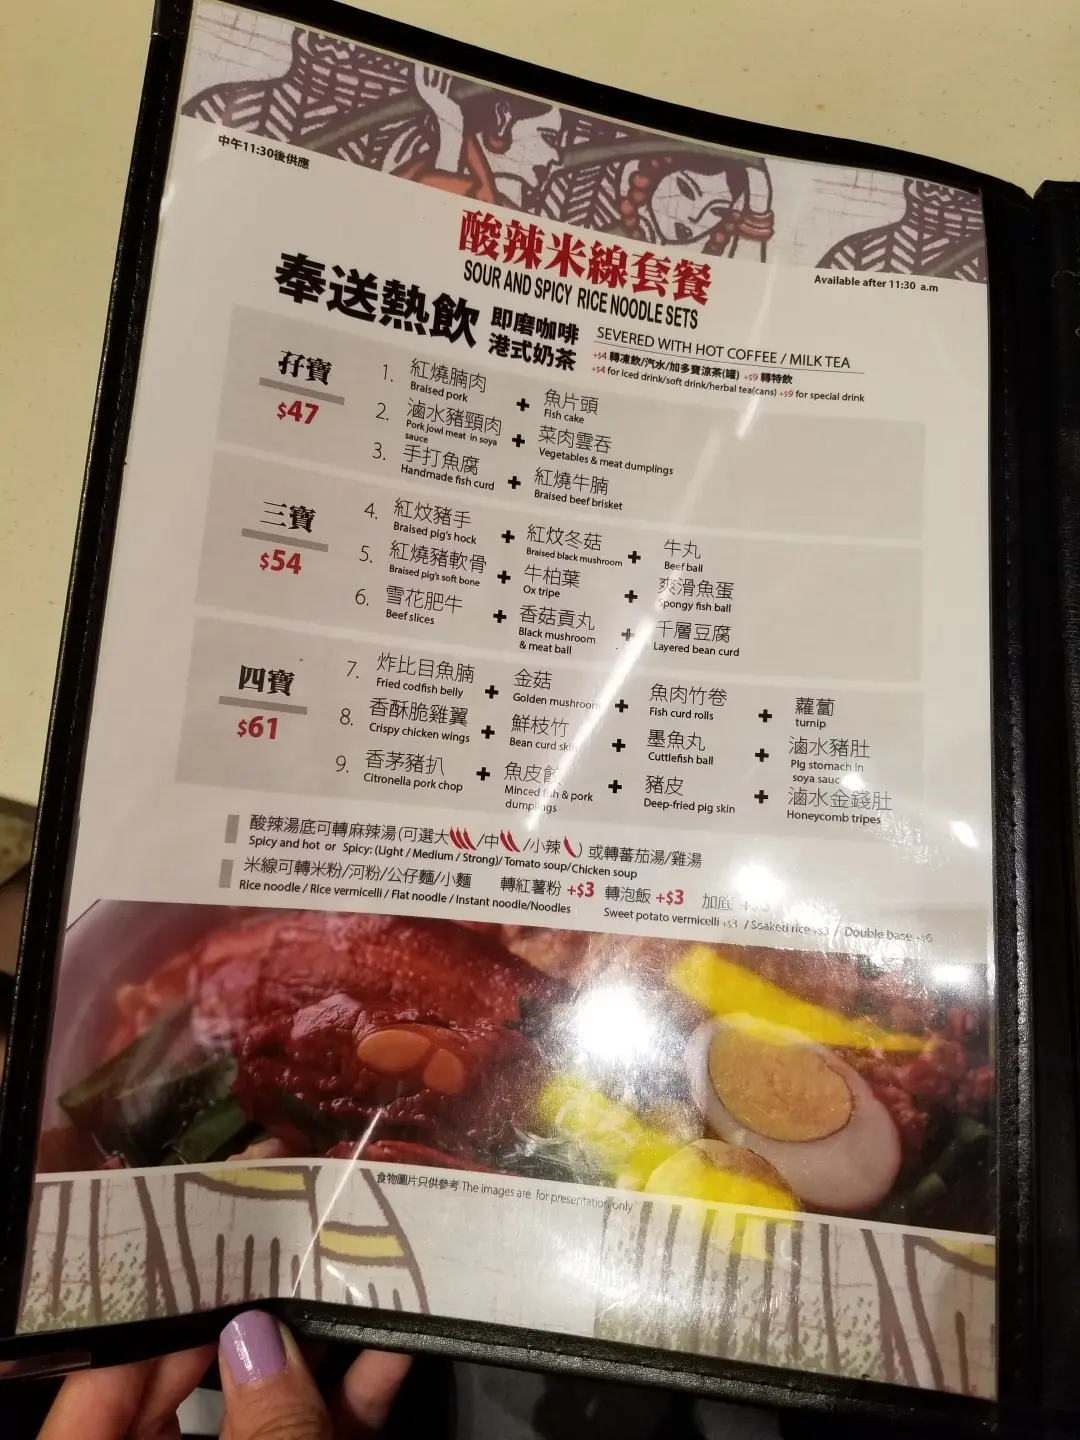 中午11:30後供應
酸辣米線套餐
SOUR AND SPICY RICE NOODLE SETS
Available after 11:30 a.m
奉送熱飲 即磨咖啡 港式奶茶
SEVERED WITH HOT COFFEE / MILK TEA
+$4 轉凍飲/汽水/加多寶涼茶(罐) +$9 轉特飲
+$4 for iced drink/soft drink/herbal tea(cans) +$9 for special drink
孖寶
$47
1. 紅燒腩肉 + 魚片頭
Braised pork Fish cake
2. 滷水豬頸肉 + 菜肉雲吞
Pork jowl meat in soya sauce Vegetables & meat dumplings
3. 手打魚腐 + 紅燒牛腩
Handmade fish curd Braised beef brisket
三寶
$54
4. 紅炆豬手 + 紅炆冬菇 + 牛丸
Braised pig's hock Braised black mushroom Beef ball
5. 紅燒豬軟骨 + 牛柏葉 + 爽滑魚蛋
Braised pig's soft bone Ox tripe Spongy fish ball
6. 雪花肥牛 + 香菇貢丸 + 千層豆腐
Beef slices Black mushroom & meat ball Layered bean curd
四寶
$61
7. 炸比目魚腩 + 金菇 + 魚肉竹卷 + 蘿蔔
Fried codfish belly Golden mushroom Fish curd rolls turnip
8. 香酥脆雞翼 + 鮮枝竹 + 墨魚丸 + 滷水豬肚
Crispy chicken wings Bean curd skin Cuttlefish ball Pig stomach in soya sauce
9. 香茅豬扒 + 魚皮餃 + 豬皮 + 滷水金錢肚
Citronella pork chop Minced fish & pork dumplings Deep-fried pig skin Honeycomb tripes
酸辣湯底可轉麻辣湯(可選大/中/小辣) 或轉蕃茄湯/雞湯
Spicy and hot or Spicy: (Light / Medium / Strong)/ Tomato soup/Chicken soup
米線可轉米粉/河粉/公仔麵/小麵 轉紅薯粉 +$3 轉泡飯 +$3 加底
Rice noodle / Rice vermicelli / Flat noodle / Instant noodle/Noodles Sweet potato vermicelli +$3 / Soaked rice +$3 / Double base +$6
食物圖片只供參考 The images are for presentation only